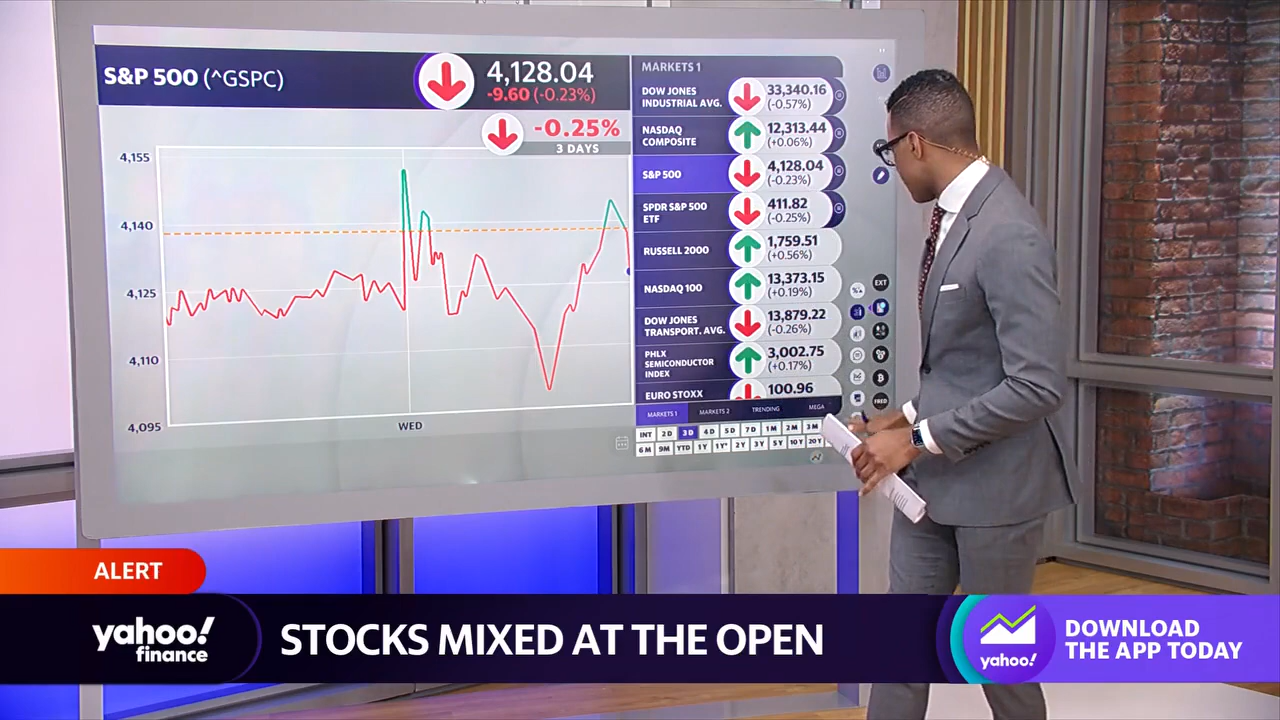 S&P 500 (^GSPC)
4,128.04
-9.60 (-0.23%)
-0.25%
3 DAYS
4,155
4,140
4,125
4,110
4,095
WED
MARKETS 1
DOW JONES
INDUSTRIAL AVG.
33,340.16
(-0.57%)
NASDAQ
COMPOSITE
12,313.44
(+0.06%)
S&P 500
4,128.04
(-0.23%)
SPDR S&P 500
ETF
411.82
(-0.25%)
RUSSELL 2000
1,759.51
(+0.56%)
NASDAQ 100
13,373.15
(+0.19%)
DOW JONES
TRANSPORT. AVG.
13,879.22
(-0.26%)
PHLX
SEMICONDUCTOR
INDEX
3,002.75
(+0.17%)
EURO STOXX
100.96
MARKETS 1 MARKETS 2 TRENDING MEGA
INT 2D 3D 4D 5D 7D 1M 2M 3M
6M 9M YTD 1Y 1Y* 2Y 3Y 5Y 10Y 20Y
EXT
FRED
ALERT
yahoo!
finance
STOCKS MIXED AT THE OPEN
yahoo!
DOWNLOAD
THE APP TODAY